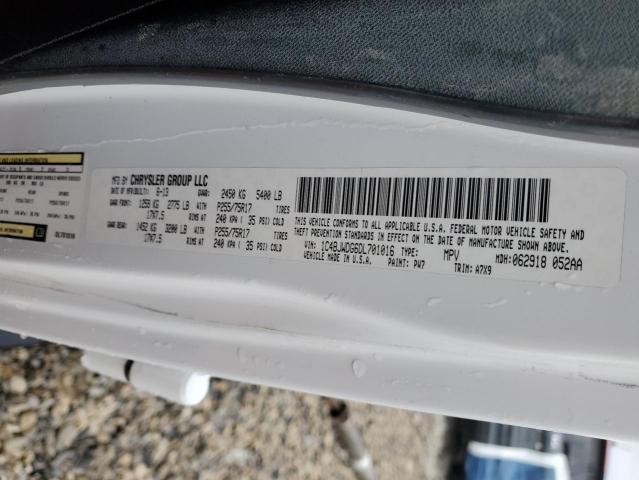 MFD BY CHRYSLER GROUP LLC
DATE OF MFR/BUILT: 6-13 GVWR: 2450 KG 5400 LB
GAWR FRONT: 1259 KG 2775 LB WITH P255/75R17 TIRES
17X7.5 RIMS AT 240 KPA ( 35 PSI) COLD
GAWR REAR: 1452 KG 3200 LB WITH P255/75R17 TIRES
17X7.5 RIMS AT 240 KPA ( 35 PSI) COLD
THIS VEHICLE CONFORMS TO ALL APPLICABLE U.S.A. FEDERAL MOTOR VEHICLE SAFETY AND
THEFT PREVENTION STANDARDS IN EFFECT ON THE DATE OF MANUFACTURE SHOWN ABOVE.
VIN: 1C4BJWDG6DL701016 TYPE: MPV MDH: 062918 052AA
MADE IN U.S.A. PAINT: PW7 TRIM: A7X9
DL701016